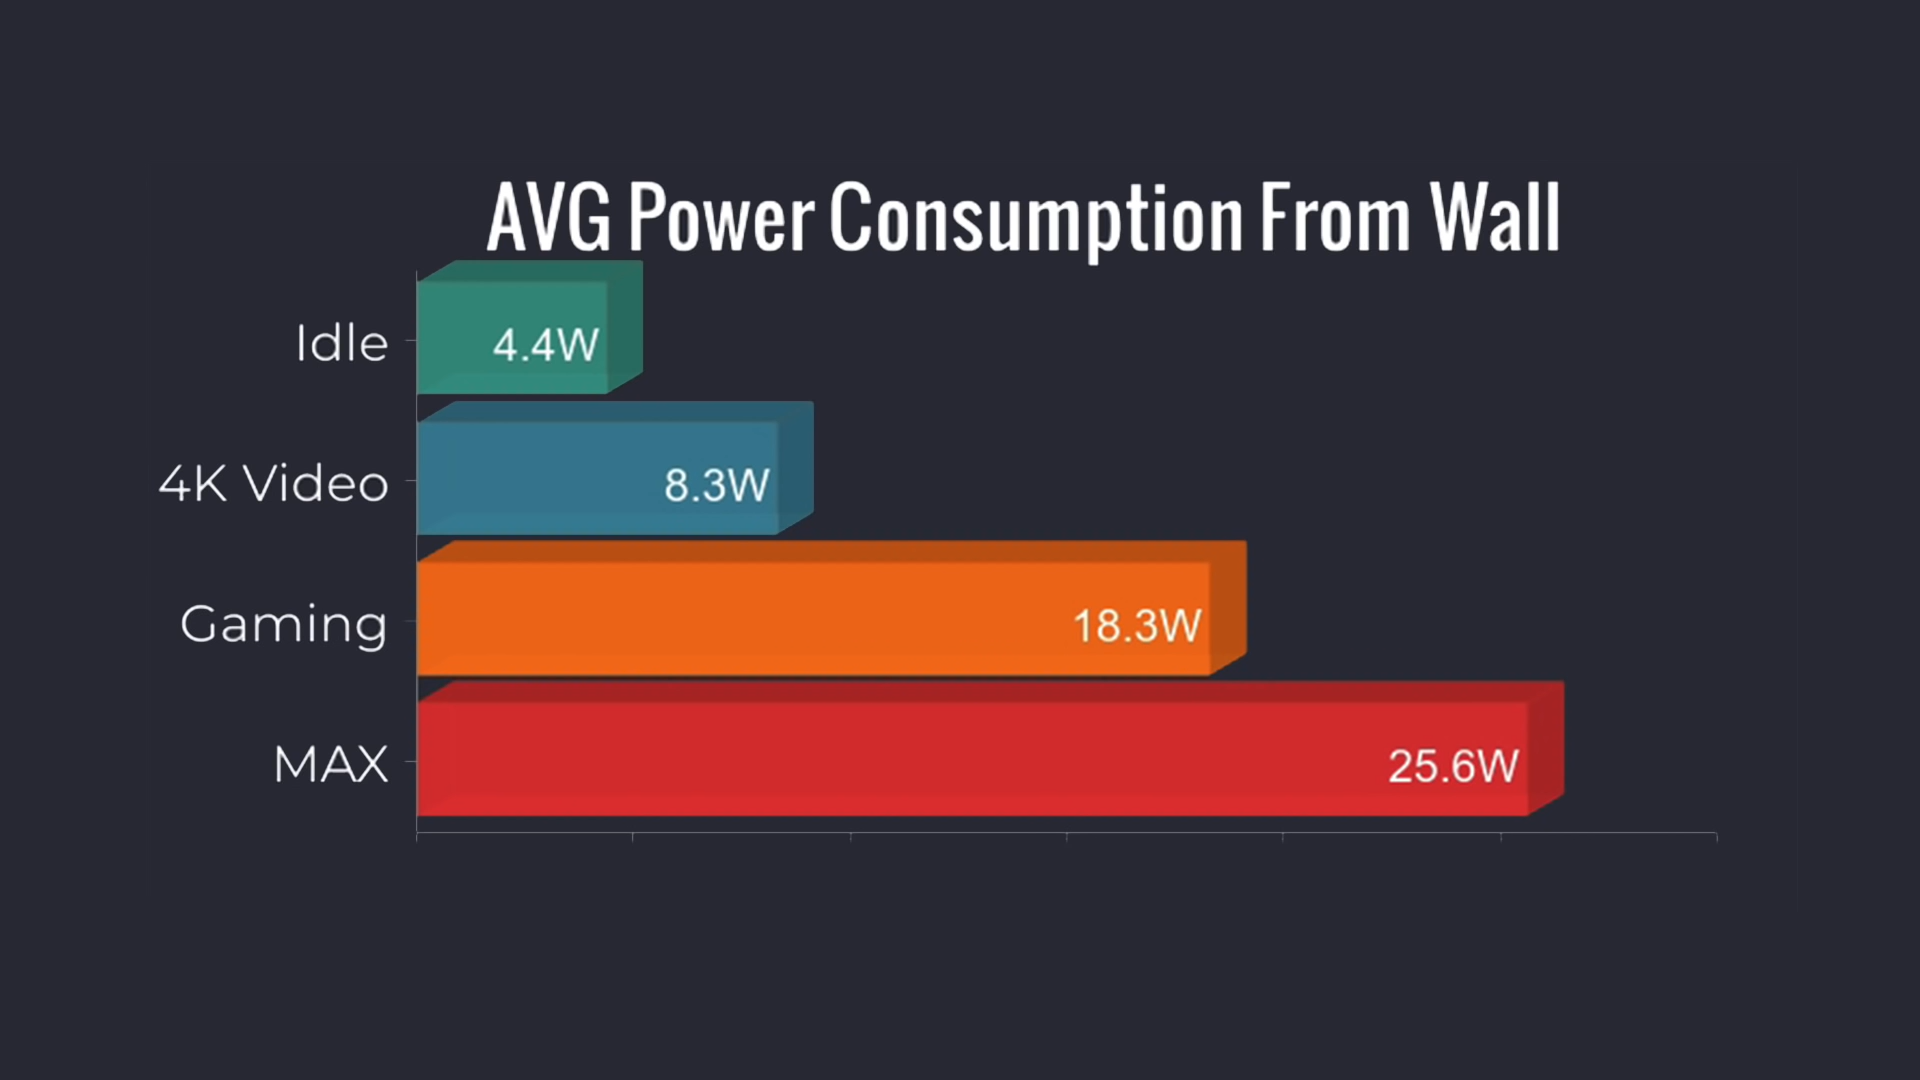 AVG Power Consumption From Wall
Idle 4.4W
4K Video 8.3W
Gaming 18.3W
MAX 25.6W